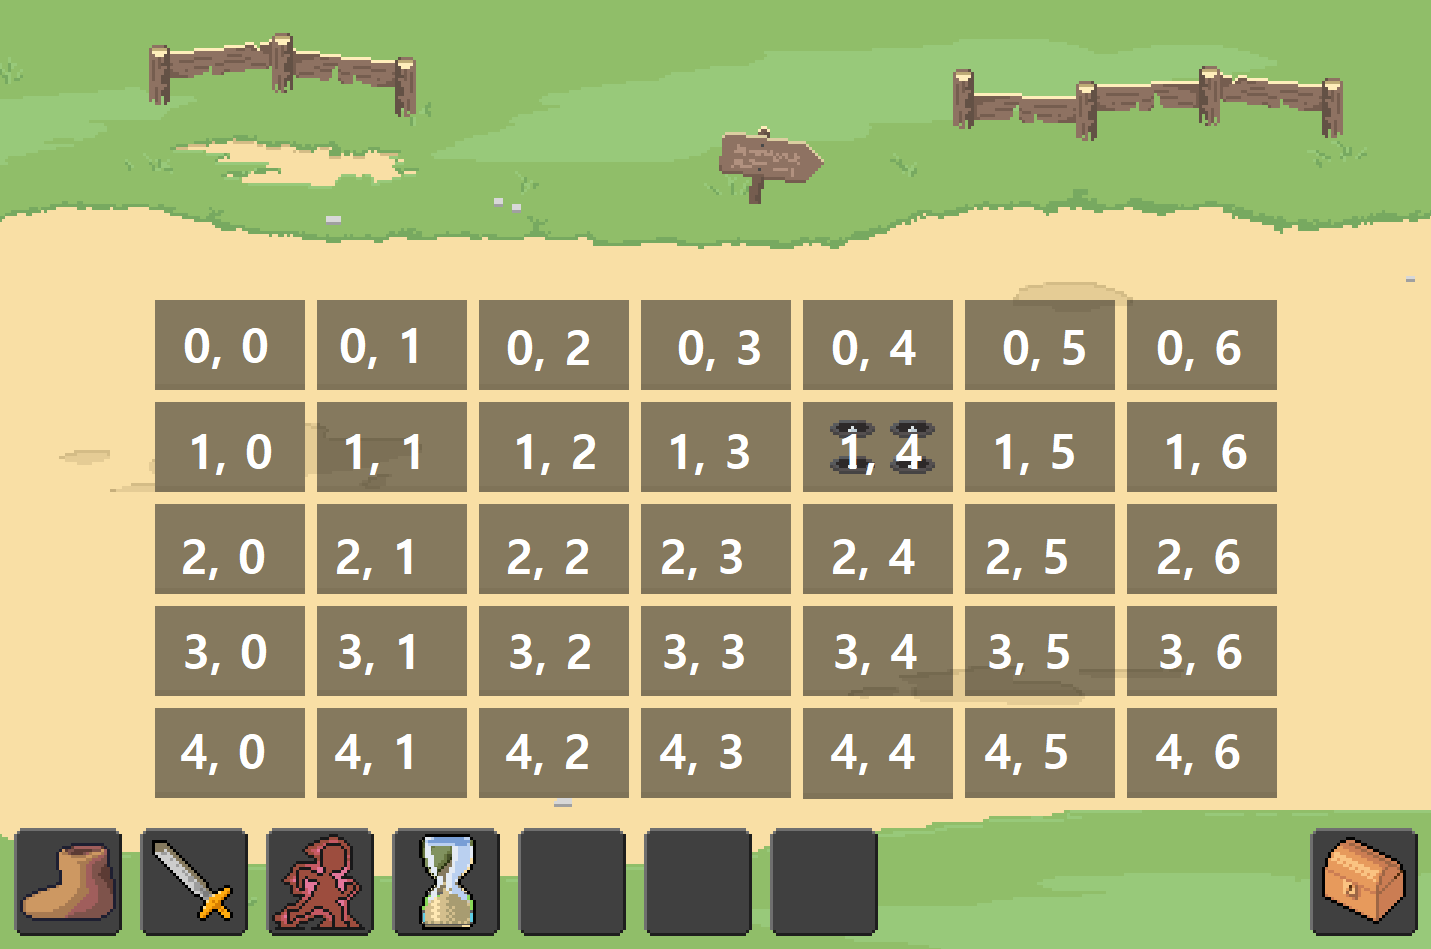 0, 0 0, 1 0, 2 0, 3 0, 4 0, 5 0, 6
1, 0 1, 1 1, 2 1, 3 1, 4 1, 5 1, 6
2, 0 2, 1 2, 2 2, 3 2, 4 2, 5 2, 6
3, 0 3, 1 3, 2 3, 3 3, 4 3, 5 3, 6
4, 0 4, 1 4, 2 4, 3 4, 4 4, 5 4, 6